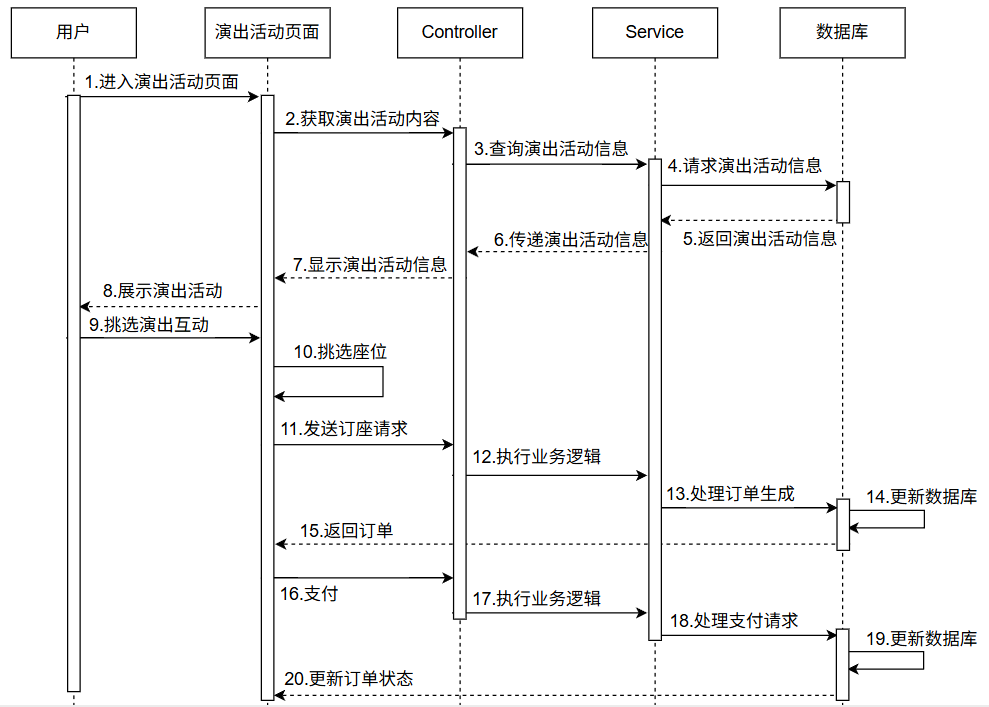 用户
演出活动页面
Controller
Service
数据库
1.进入演出活动页面
2.获取演出活动内容
3.查询演出活动信息
4.请求演出活动信息
5.返回演出活动信息
6.传递演出活动信息
7.显示演出活动信息
8.展示演出活动
9.挑选演出互动
10.挑选座位
11.发送订座请求
12.执行业务逻辑
13.处理订单生成
14.更新数据库
15.返回订单
16.支付
17.执行业务逻辑
18.处理支付请求
19.更新数据库
20.更新订单状态